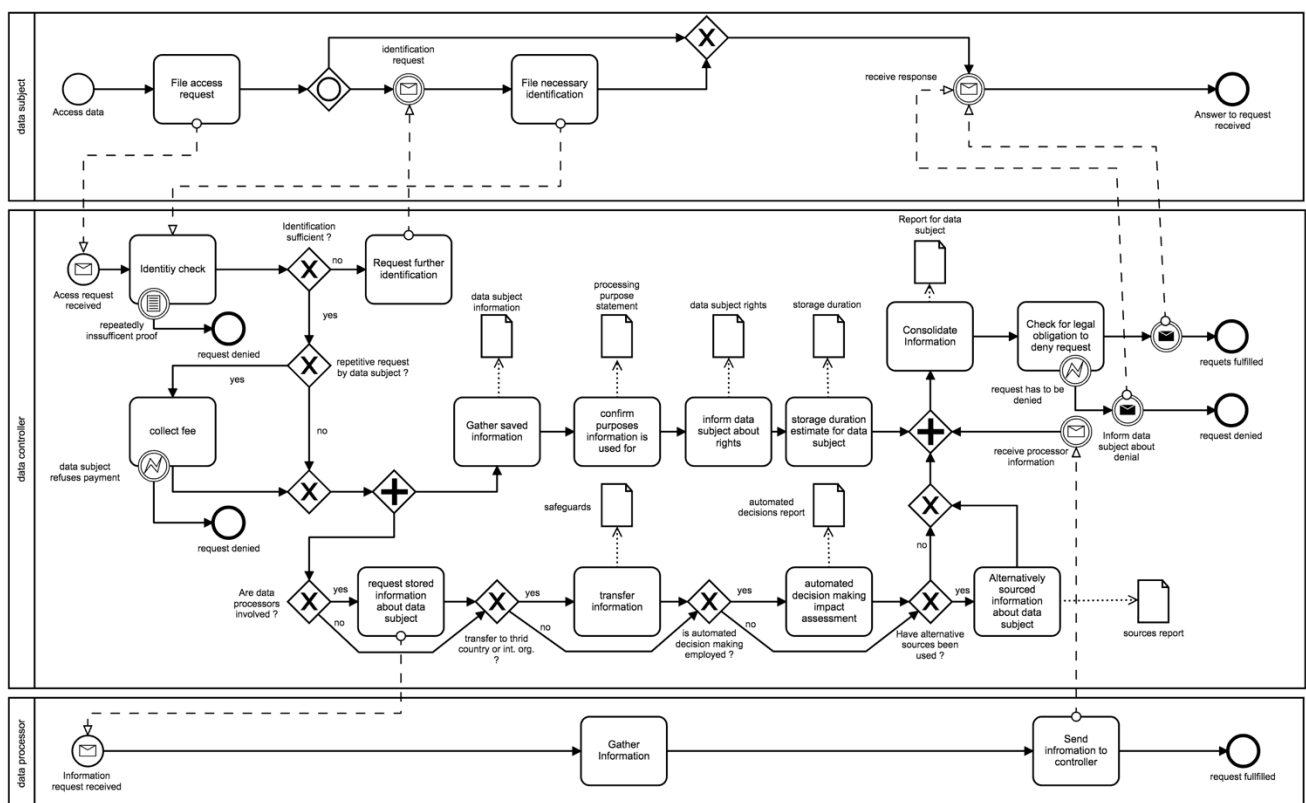 data subject
Access data
File access
request
identification
request
File necessary
identification
receive response
Answer to request
received
data controller
Acess request
received
Identitiy check
repeatedly
inssufficent proof
request denied
Identification
sufficient ?
no
yes
Request further
identification
repetitive request
by data subject ?
yes
no
collect fee
data subject
refuses payment
request denied
data subject
information
Gather saved
information
processing
purpose
statement
confirm
purposes
information is
used for
data subject rights
inform data
subject about
rights
storage duration
storage duration
estimate for data
subject
Report for data
subject
Consolidate
Information
Check for legal
obligation to
deny request
requets fulfilled
request has to be
denied
Inform data
subject about
denial
request denied
receive processor
information
Are data
processors
involved ?
yes
no
request stored
information
about data
subject
transfer to thrid
country or int. org.
?
yes
no
safeguards
transfer
information
is automated
decision making
employed ?
yes
no
automated
decisions report
automated
decision making
impact
assessment
Have alternative
sources been
used ?
no
yes
Alternatively
sourced
information
about data
subject
sources report
data processor
Information
request received
Gather
Information
Send
infromation to
controller
request fullfilled